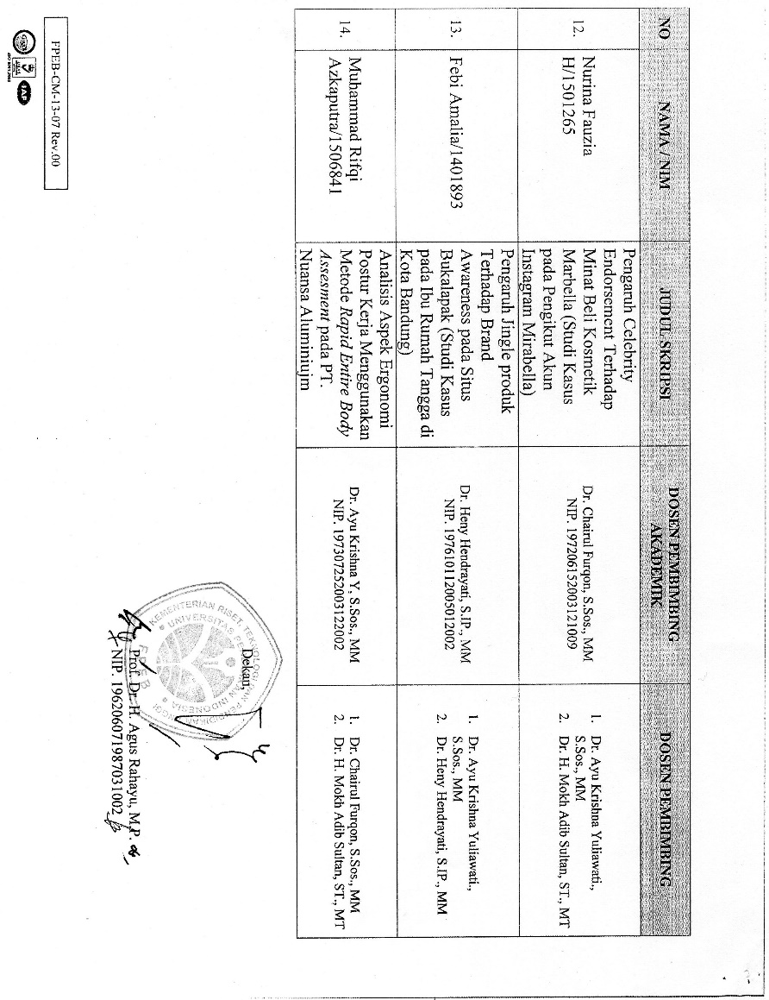 NO
NAMA / NIM
JUDUL SKRIPSI
DOSEN PEMBIMBING
AKADEMIK
DOSEN PEMBIMBING
12.
Nurina Fauzia
H/1501265
Pengaruh Celebrity
Endorsement Terhadap
Minat Beli Kosmetik
Marbella (Studi Kasus
pada Pengikut Akun
Instagram Mirabella)
Dr. Chairul Furqon, S.Sos., MM
NIP. 197206152003121009
1. Dr. Ayu Krishna Yuliawati.,
S.Sos., MM
2. Dr. H. Mokh Adib Sultan, ST., MT
13.
Febi Amalia/1401893
Pengaruh Jingle produk
Terhadap Brand
Awareness pada Situs
Bukalapak (Studi Kasus
pada Ibu Rumah Tangga di
Kota Bandung)
Dr. Heny Hendrayati, S.IP., MM
NIP. 197610112005012002
1. Dr. Ayu Krishna Yuliawati.,
S.Sos., MM
2. Dr. Heny Hendrayati, S.IP., MM
14.
Muhammad Rifqi
Azkaputra/1506841
Analisis Aspek Ergonomi
Postur Kerja Menggunakan
Metode Rapid Entire Body
Assesment pada PT.
Nuansa Aluminiujm
Dr. Ayu Krishna Y, S.Sos., MM
NIP. 197307252003122002
1. Dr. Chairul Furqon, S.Sos., MM
2. Dr. H. Mokh Adib Sultan, ST., MT
Dekan,
KEMENTERIAN RISET TEKNOLOGI DAN PENDIDIKAN TINGGI
UNIVERSITAS PENDIDIKAN INDONESIA
FPEB
Prof. Dr. H. Agus Rahayu, M.P.
NIP. 196206071987031002
FPEB-CM-13-07 Rev.00
IAF